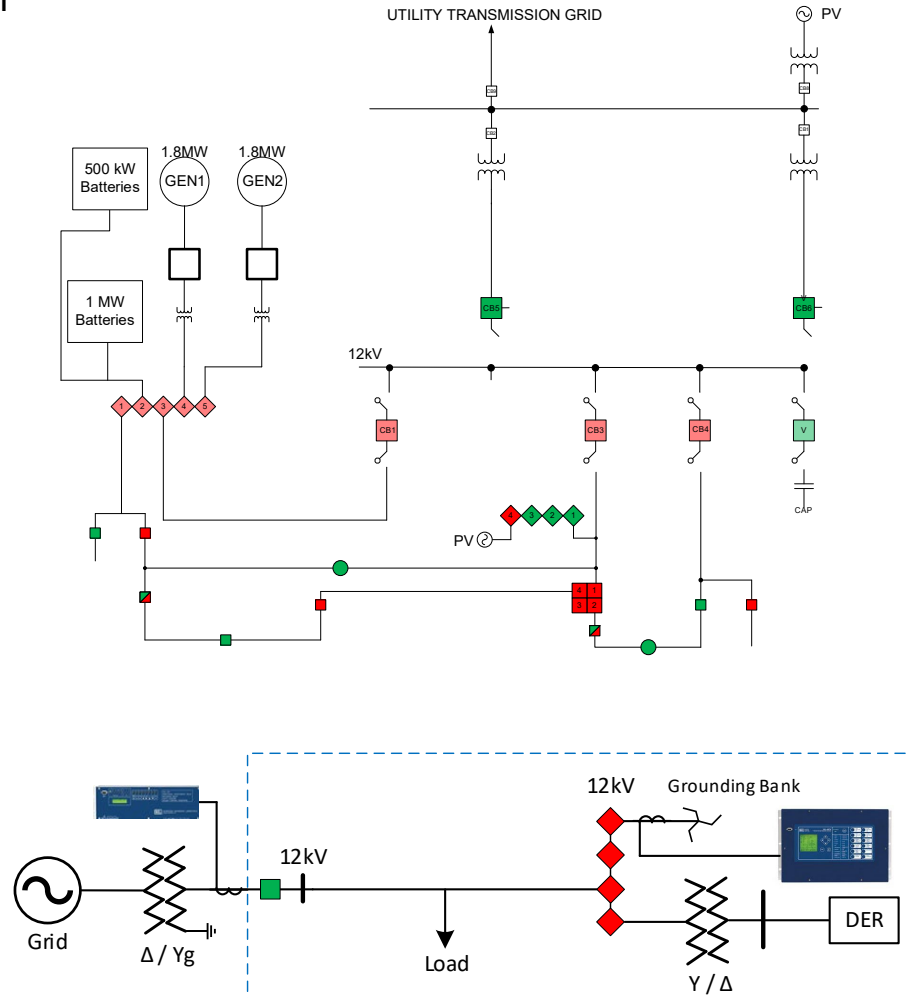 UTILITY TRANSMISSION GRID
PV
1.8MW
1.8MW
500 kW
Batteries
GEN1
GEN2
1 MW
Batteries
CB5
CB6
12kV
1
2
3
4
5
CB1
CB3
CB4
V
CAP
4
3
2
1
PV
4
1
3
2
12kV
Grounding Bank
12kV
Grid
Δ / Yg
Load
DER
Y / Δ